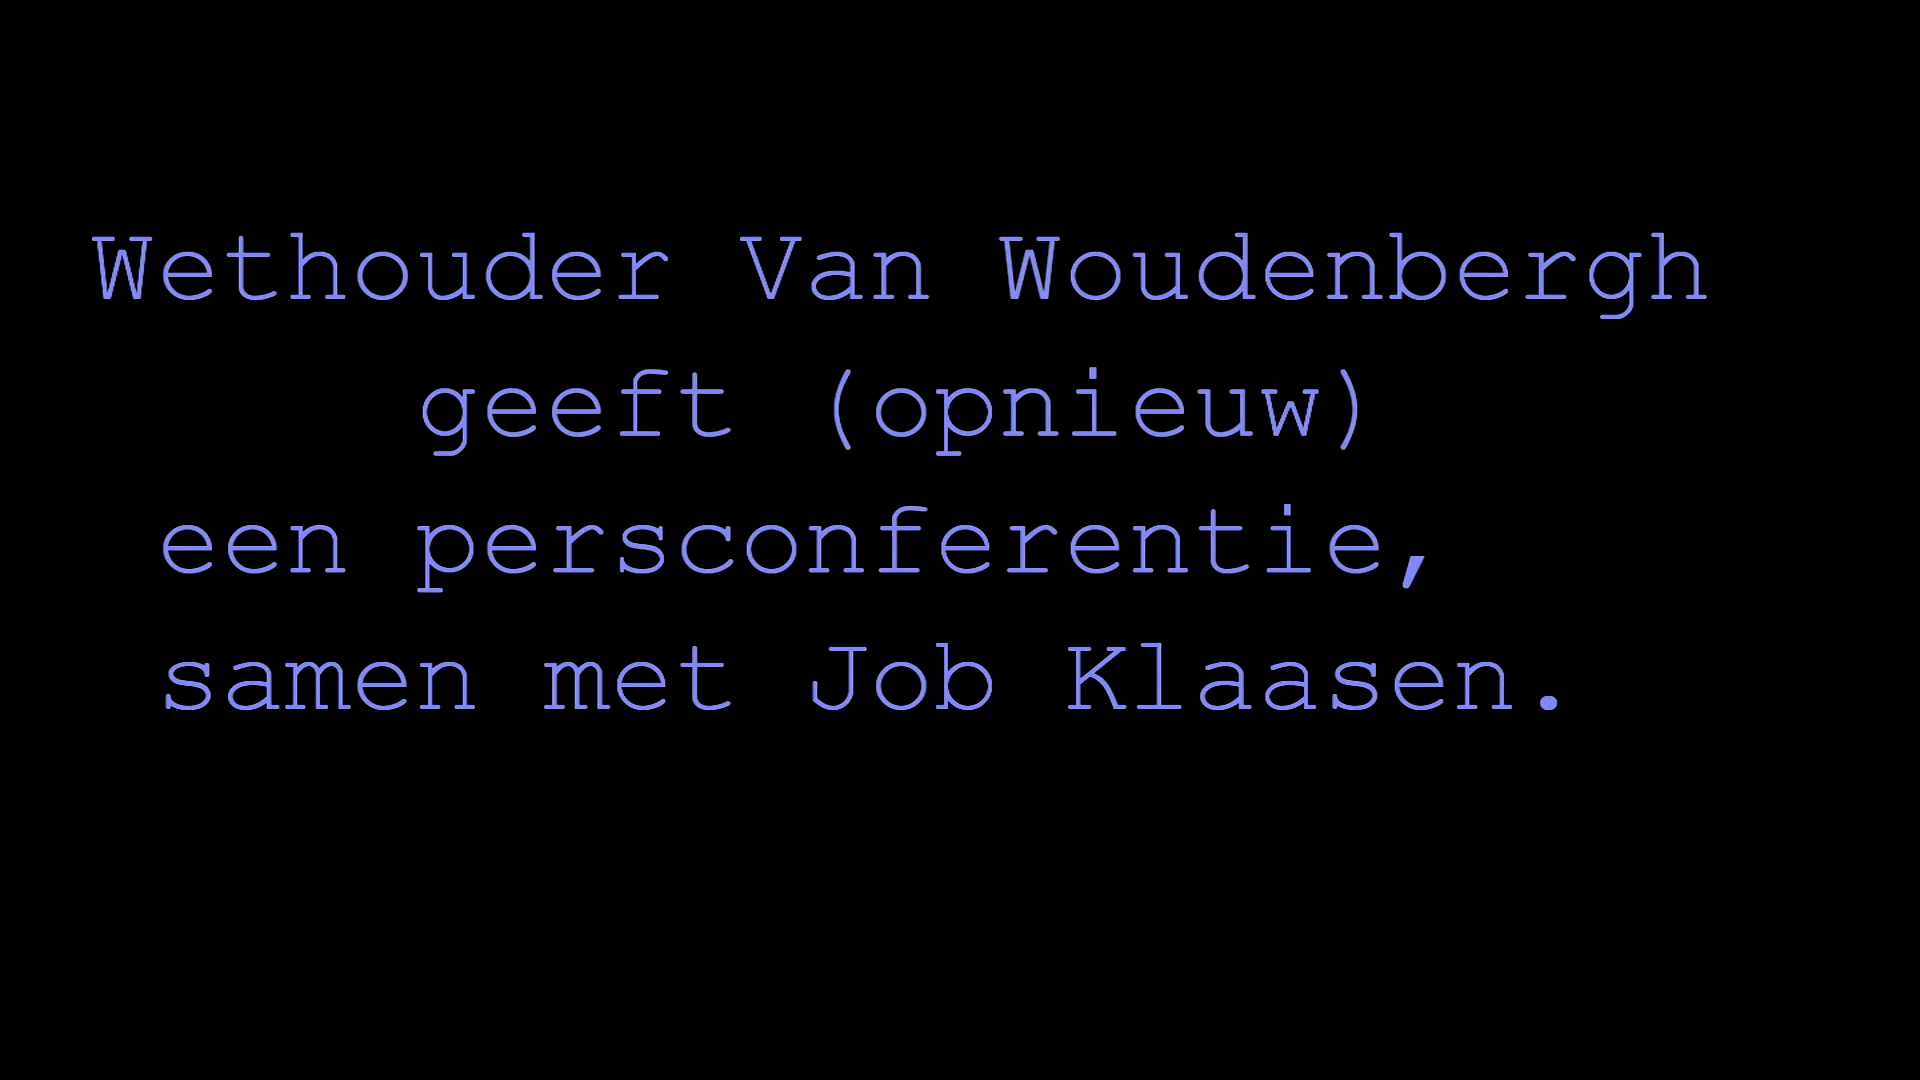 Wethouder Van Woudenbergh
geeft (opnieuw)
een persconferentie,
samen met Job Klaasen.